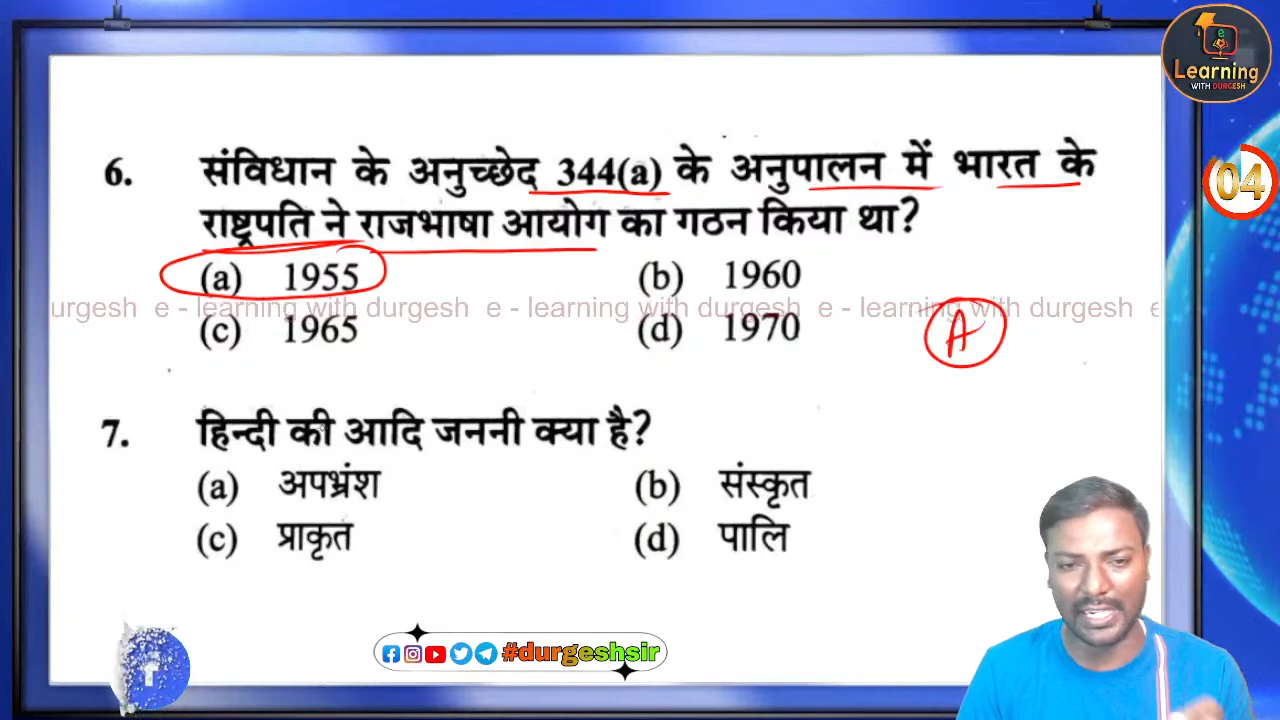 e
Learning
WITH DURGESH
04
6. संविधान के अनुच्छेद 344(a) के अनुपालन में भारत के
राष्ट्रपति ने राजभाषा आयोग का गठन किया था?
(a) 1955 (b) 1960
urgesh e - learning with durgesh e - learning with durgesh e - learning with durgesh e
(c) 1965 (d) 1970
A
7. हिन्दी की आदि जननी क्या है?
(a) अपभ्रंश (b) संस्कृत
(c) प्राकृत (d) पालि
#durgeshsir